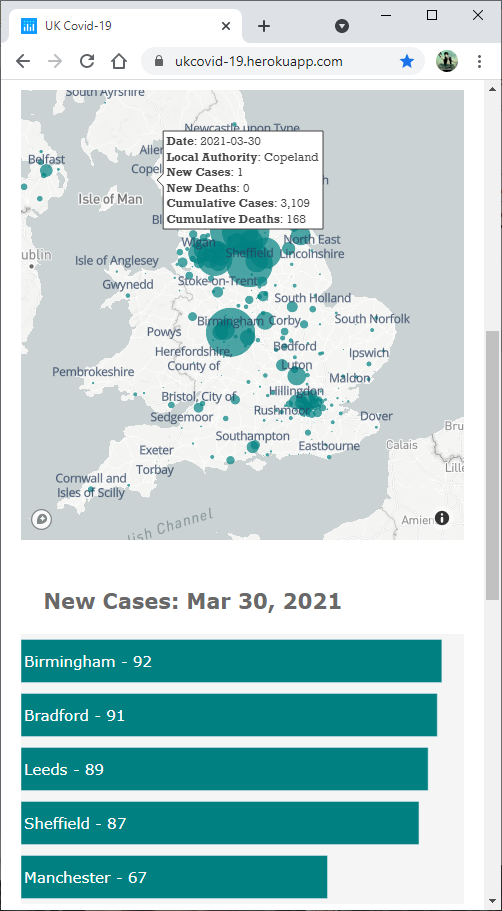 UK Covid-19
ukcovid-19.herokuapp.com
South Ayrshire
Newcastle upon Tyne
Belfast
Date: 2021-03-30
Local Authority: Copeland
New Cases: 1
New Deaths: 0
Cumulative Cases: 3,109
Cumulative Deaths: 168
Isle of Man
Wigan
North East
Lincolnshire
Sheffield
ublin
Isle of Anglesey
Gwynedd
Stoke-on-Trent
South Holland
Birmingham
Corby
South Norfolk
Powys
Herefordshire,
County of
Bedford
Ipswich
Luton
Pembrokeshire
Maldon
Hillingdon
Bristol, City of
Rushmoor
Sedgemoor
Dover
Southampton
Eastbourne
Calais
Bru
Exeter
Torbay
Lille
Cornwall and
Isles of Scilly
lish Channel
Amien
New Cases: Mar 30, 2021
Birmingham - 92
Bradford - 91
Leeds - 89
Sheffield - 87
Manchester - 67